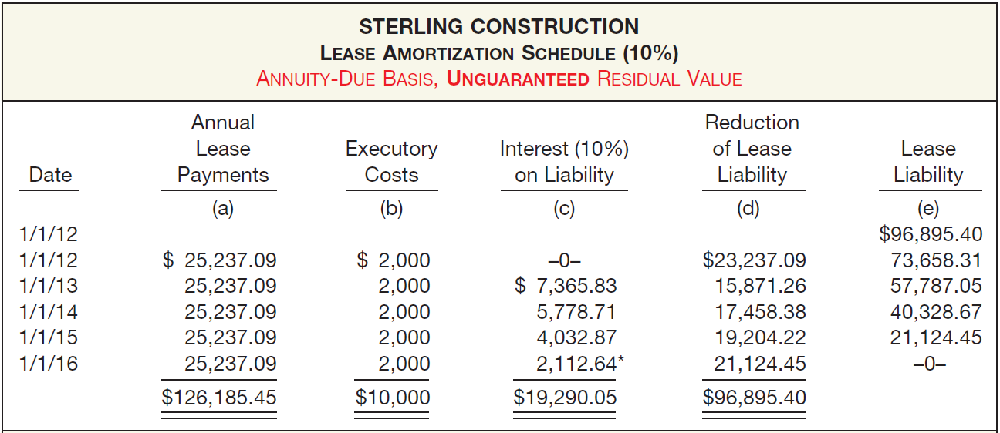 STERLING CONSTRUCTION
LEASE AMORTIZATION SCHEDULE (10%)
ANNUITY-DUE BASIS, UNGUARANTEED RESIDUAL VALUE
Annual Reduction
Lease Executory Interest (10%) of Lease Lease
Date Payments Costs on Liability Liability Liability
(a) (b) (c) (d) (e)
1/1/12 $96,895.40
1/1/12 $ 25,237.09 $ 2,000 –0– $23,237.09 73,658.31
1/1/13 25,237.09 2,000 $ 7,365.83 15,871.26 57,787.05
1/1/14 25,237.09 2,000 5,778.71 17,458.38 40,328.67
1/1/15 25,237.09 2,000 4,032.87 19,204.22 21,124.45
1/1/16 25,237.09 2,000 2,112.64* 21,124.45 –0–
$126,185.45 $10,000 $19,290.05 $96,895.40